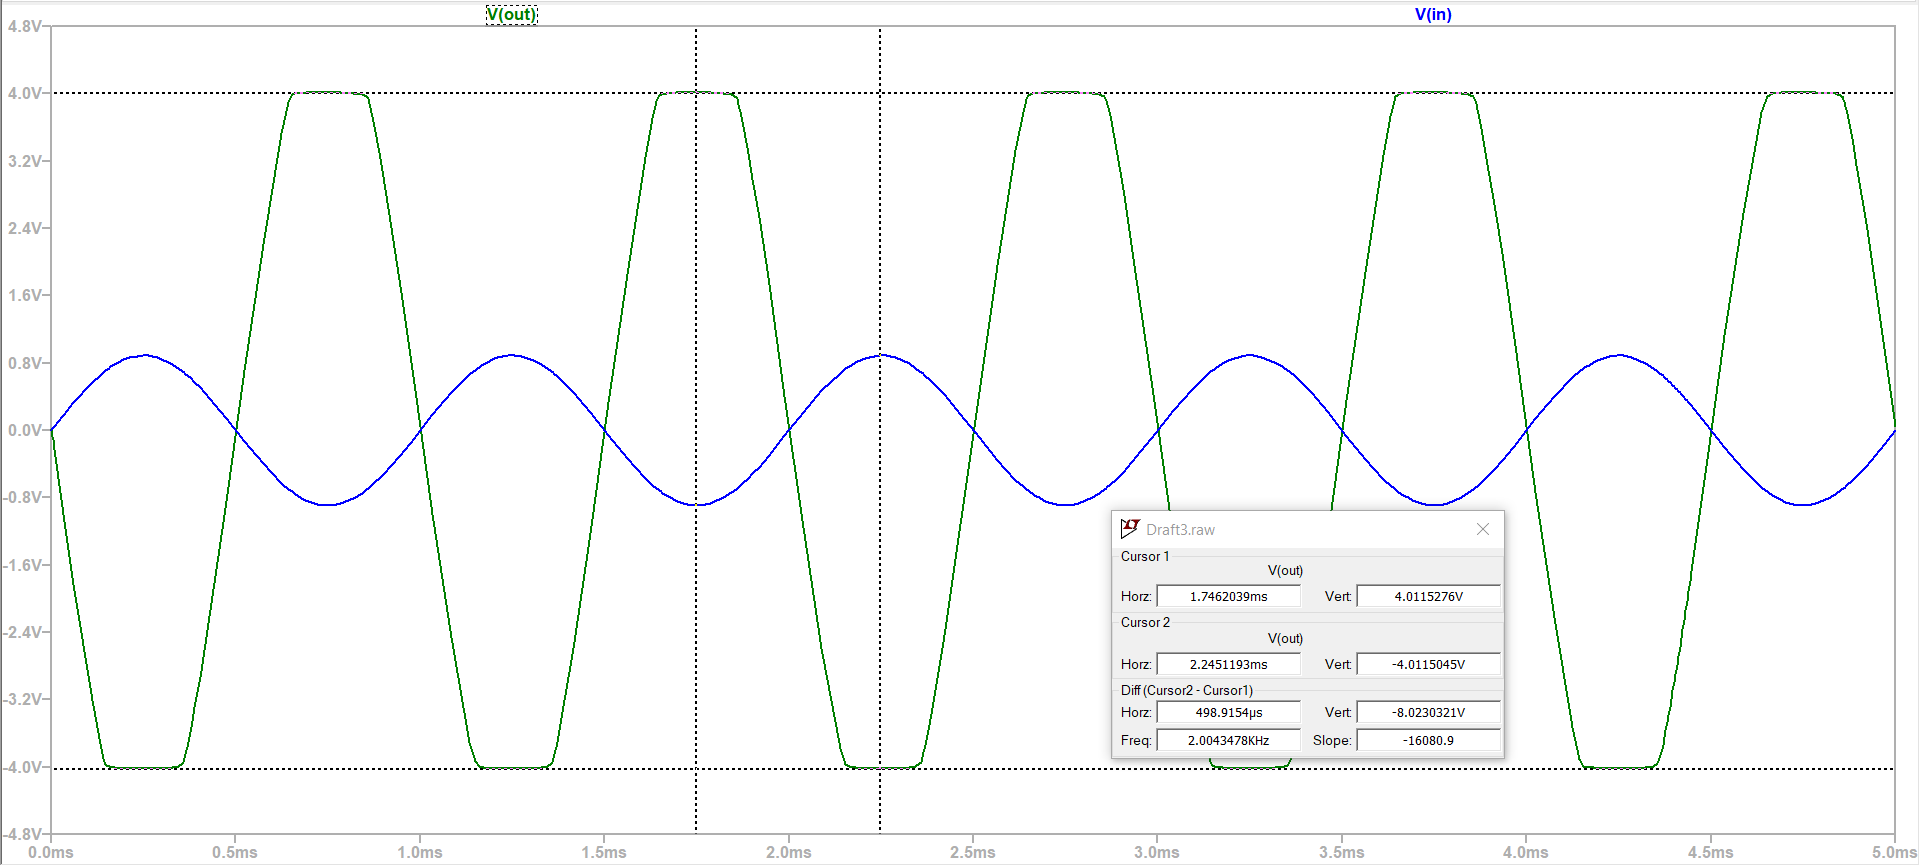 V(out) V(in)
4.8V
4.0V
3.2V
2.4V
1.6V
0.8V
0.0V
-0.8V
-1.6V
-2.4V
-3.2V
-4.0V
-4.8V
0.0ms 0.5ms 1.0ms 1.5ms 2.0ms 2.5ms 3.0ms 3.5ms 4.0ms 4.5ms 5.0ms
Draft3.raw
Cursor 1
V(out)
Horz: 1.7462039ms Vert: 4.0115276V
Cursor 2
V(out)
Horz: 2.2451193ms Vert: -4.0115045V
Diff (Cursor2 - Cursor1)
Horz: 498.9154µs Vert: -8.0230321V
Freq: 2.0043478KHz Slope: -16080.9